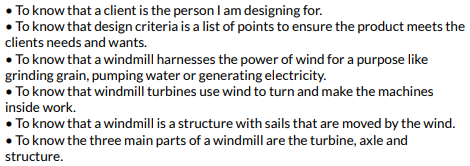 • To know that a client is the person I am designing for.
• To know that design criteria is a list of points to ensure the product meets the
clients needs and wants.
• To know that a windmill harnesses the power of wind for a purpose like
grinding grain, pumping water or generating electricity.
• To know that windmill turbines use wind to turn and make the machines
inside work.
• To know that a windmill is a structure with sails that are moved by the wind.
• To know the three main parts of a windmill are the turbine, axle and
structure.